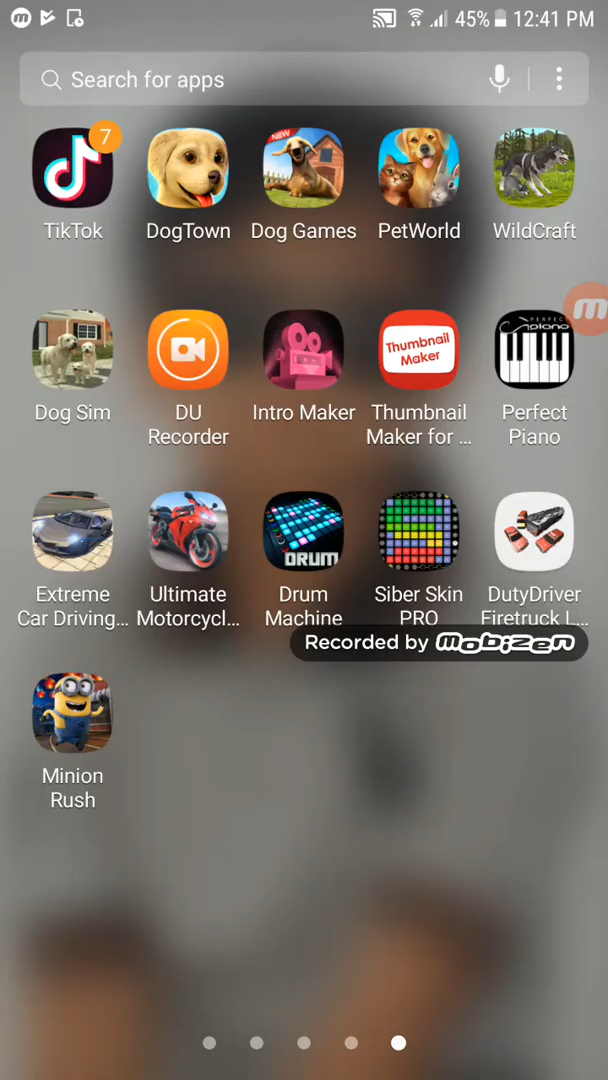 45% 12:41 PM
Search for apps
7
NEW
TikTok DogTown Dog Games PetWorld WildCraft
Thumbnail
Maker
PERFECT
piano
Dog Sim DU Intro Maker Thumbnail Perfect
Recorder Maker for ... Piano
DRUM
S
Extreme Ultimate Drum Siber Skin DutyDriver
Car Driving... Motorcycl... Machine PRO Firetruck L...
Recorded by mobizen
Minion
Rush